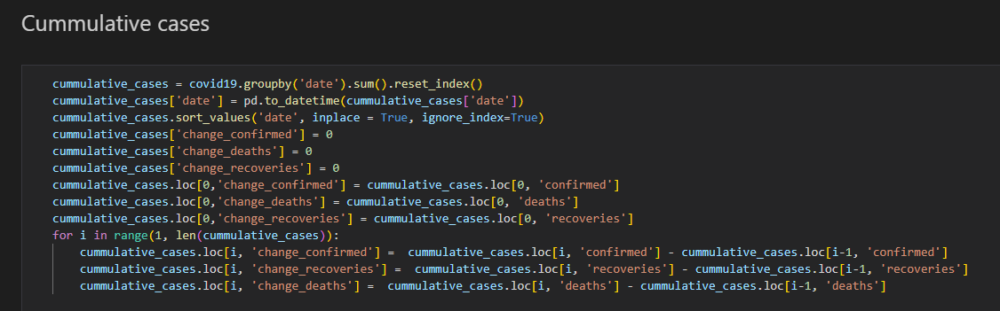 Cummulative cases
cummulative_cases = covid19.groupby('date').sum().reset_index()
cummulative_cases['date'] = pd.to_datetime(cummulative_cases['date'])
cummulative_cases.sort_values('date', inplace = True, ignore_index=True)
cummulative_cases['change_confirmed'] = 0
cummulative_cases['change_deaths'] = 0
cummulative_cases['change_recoveries'] = 0
cummulative_cases.loc[0,'change_confirmed'] = cummulative_cases.loc[0, 'confirmed']
cummulative_cases.loc[0,'change_deaths'] = cummulative_cases.loc[0, 'deaths']
cummulative_cases.loc[0,'change_recoveries'] = cummulative_cases.loc[0, 'recoveries']
for i in range(1, len(cummulative_cases)):
    cummulative_cases.loc[i, 'change_confirmed'] =  cummulative_cases.loc[i, 'confirmed'] - cummulative_cases.loc[i-1, 'confirmed']
    cummulative_cases.loc[i, 'change_recoveries'] =  cummulative_cases.loc[i, 'recoveries'] - cummulative_cases.loc[i-1, 'recoveries']
    cummulative_cases.loc[i, 'change_deaths'] =  cummulative_cases.loc[i, 'deaths'] - cummulative_cases.loc[i-1, 'deaths']